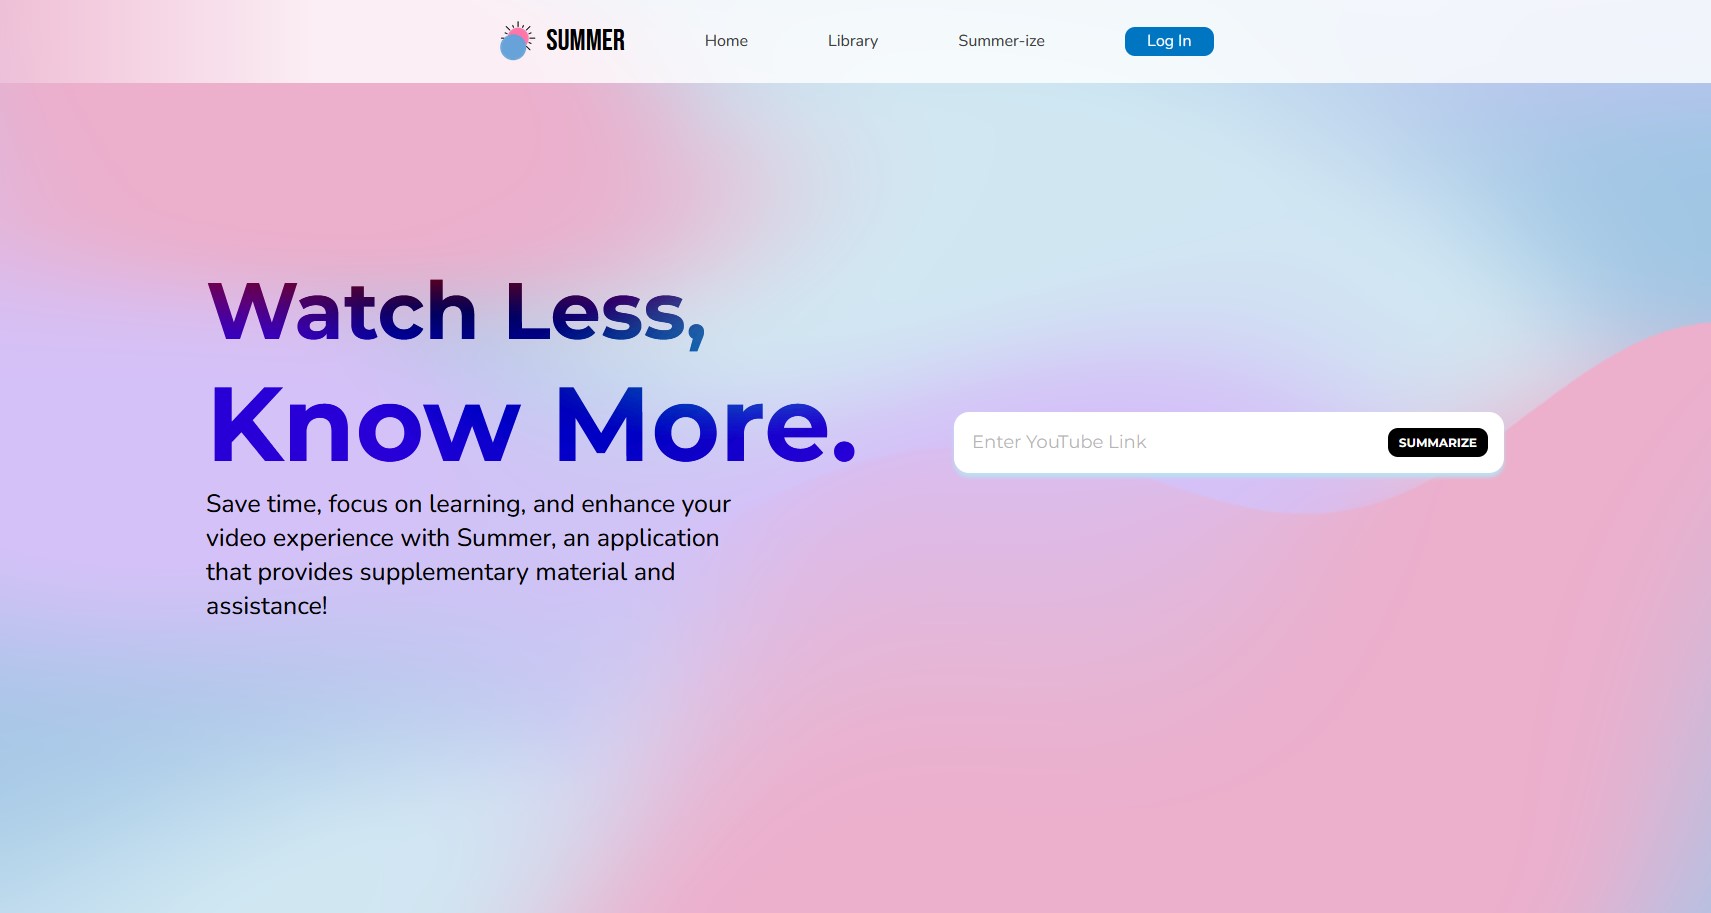 SUMMER
Home
Library
Summer-ize
Log In
Watch Less,
Know More.
Save time, focus on learning, and enhance your
video experience with Summer, an application
that provides supplementary material and
assistance!
Enter YouTube Link
SUMMARIZE